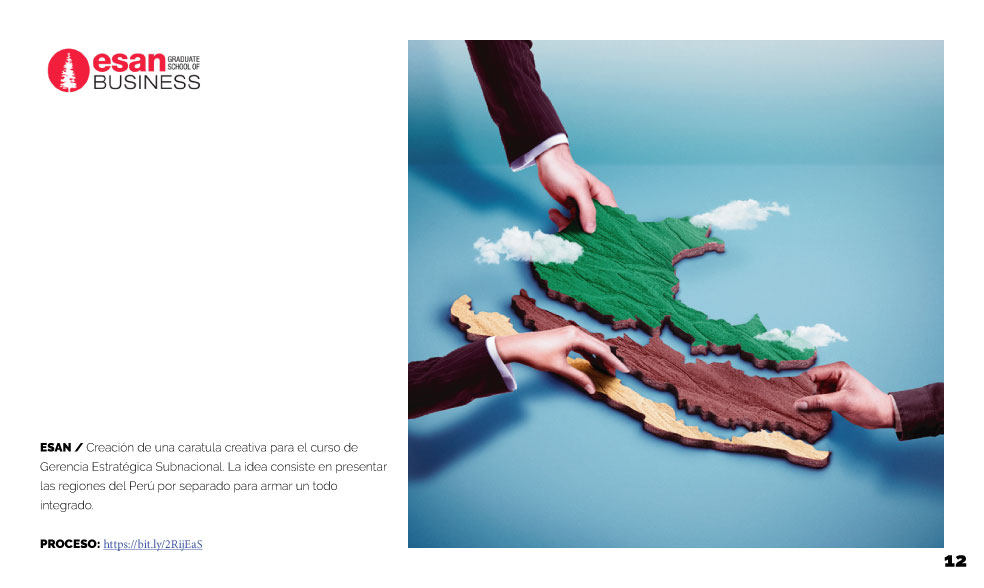 esan GRADUATE
SCHOOL OF
BUSINESS
ESAN / Creación de una caratula creativa para el curso de
Gerencia Estratégica Subnacional. La idea consiste en presentar
las regiones del Perú por separado para armar un todo
integrado.
PROCESO: https://bit.ly/2RijEaS
12